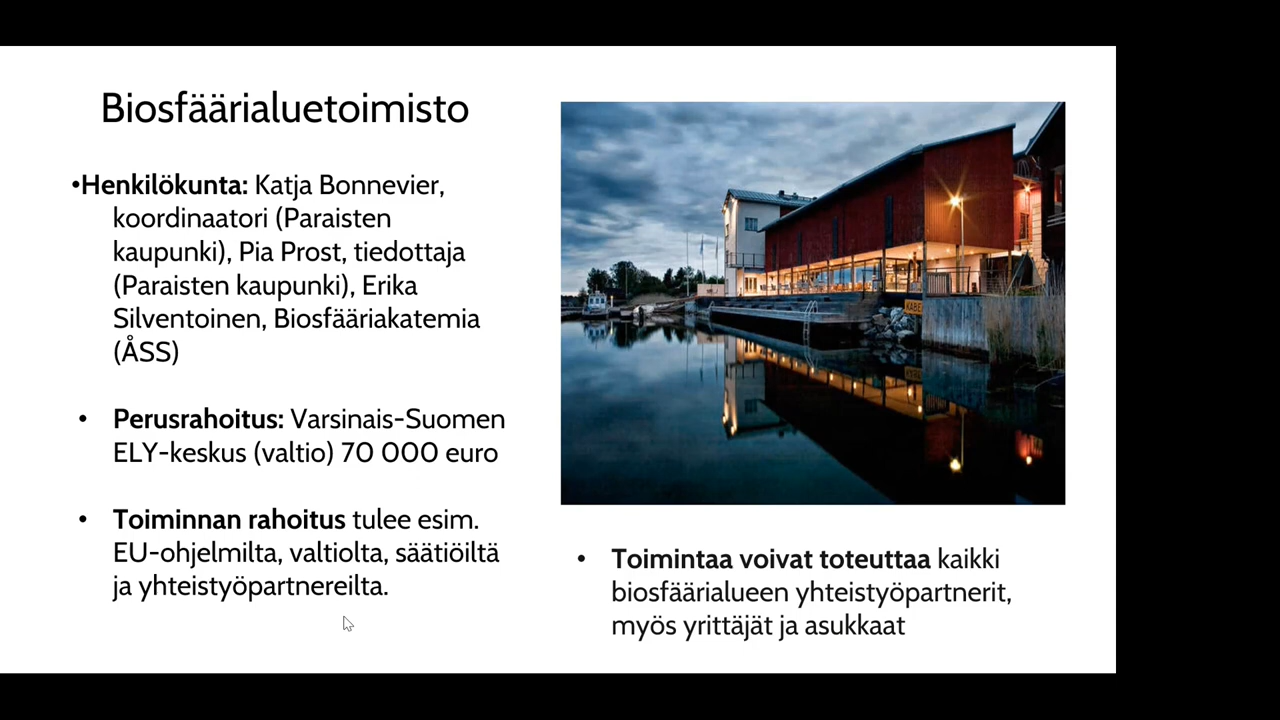 Biosfäärialuetoimisto
•Henkilökunta: Katja Bonnevier,
koordinaatori (Paraisten
kaupunki), Pia Prost, tiedottaja
(Paraisten kaupunki), Erika
Silventoinen, Biosfääriakatemia
(ÅSS)
• Perusrahoitus: Varsinais-Suomen
ELY-keskus (valtio) 70 000 euro
• Toiminnan rahoitus tulee esim.
EU-ohjelmilta, valtiolta, säätiöiltä
ja yhteistyöpartnereilta.
• Toimintaa voivat toteuttaa kaikki
biosfäärialueen yhteistyöpartnerit,
myös yrittäjät ja asukkaat